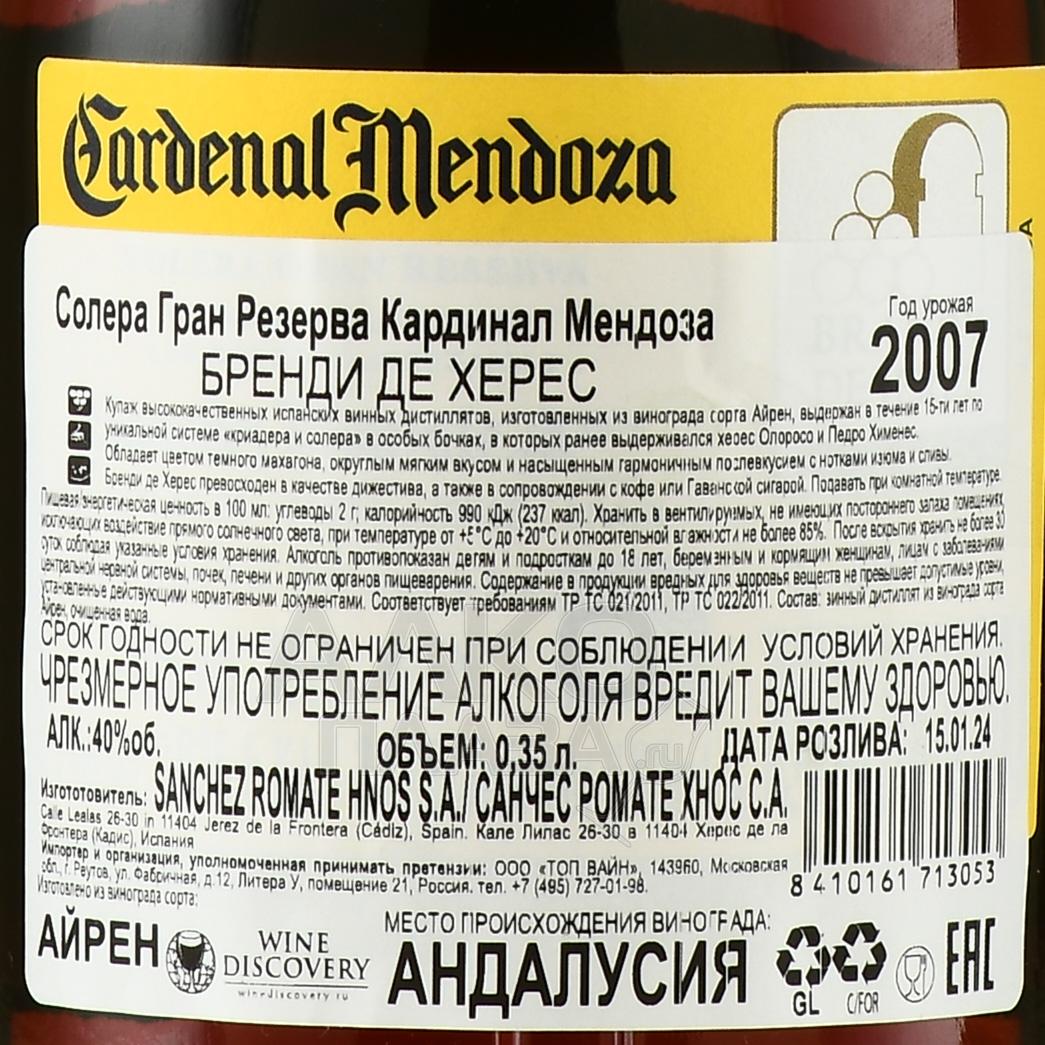 Cardenal Mendoza
Солера Гран Резерва Кардинал Мендоза
БРЕНДИ ДЕ ХЕРЕС
Год урожая
2007
Купаж высококачественных испанских винных дистиллятов, изготовленных из винограда сорта Айрен, выдержан в течение 15-ти лет по
уникальной системе «криадера и солера» в особых бочках, в которых ранее выдерживался херес Олоросо и Педро Хименес.
Обладает цветом темного махагона, округлым мягким вкусом и насыщенным гармоничным послевкусием с нотками изюма и сливы.
Бренди де Херес превосходен в качестве дижестива, а также в сопровождении с кофе или Гаванской сигарой. Подавать при комнатной температуре.
Пищевая/энергетическая ценность в 100 мл: углеводы 2 г; калорийность 990 кДж (237 ккал). Хранить в вентилируемых, не имеющих постороннего запаха помещениях,
исключающих воздействие прямого солнечного света, при температуре от +5°С до +20°С и относительной влажности не более 85%. После вскрытия хранить не более 30
суток соблюдая указанные условия хранения. Алкоголь противопоказан детям и подросткам до 18 лет, беременным и кормящим женщинам, лицам с заболеваниями
центральной нервной системы, почек, печени и других органов пищеварения. Содержание в продукции вредных для здоровья веществ не превышает допустимые уровни,
установленные действующими нормативными документами. Соответствует требованиям ТР ТС 021/2011, ТР ТС 022/2011. Состав: винный дистиллят из винограда сорта
Айрен, очищенная вода.
СРОК ГОДНОСТИ НЕ ОГРАНИЧЕН ПРИ СОБЛЮДЕНИИ УСЛОВИЙ ХРАНЕНИЯ.
ЧРЕЗМЕРНОЕ УПОТРЕБЛЕНИЕ АЛКОГОЛЯ ВРЕДИТ ВАШЕМУ ЗДОРОВЬЮ.
АЛК.:40%об. ОБЪЕМ: 0,35 л. ДАТА РОЗЛИВА: 15.01.24
Изготовитель: SANCHEZ ROMATE HNOS S.A./ САНЧЕС РОМАТЕ ХНОС С.А.
Calle Lealas 26-30 in 11404 Jerez de la Frontera (Cádiz), Spain. Кале Лилас 26-30 в 11404 Херес де ла
Фронтера (Кадис), Испания
Импортер и организация, уполномоченная принимать претензии: ООО «ТОП ВАЙН», 143960, Московская
обл., г. Реутов, ул. Фабричная, д.12, Литера У, помещение 21, Россия. тел. +7 (495) 727-01-98.
8 410161 713053
Изготовлено из винограда сорта:
АЙРЕН
WINE
DISCOVERY
winediscovery.ru
МЕСТО ПРОИСХОЖДЕНИЯ ВИНОГРАДА:
АНДАЛУСИЯ
GL
C/FOR
EAC
АЛКО
ПАРА.ru